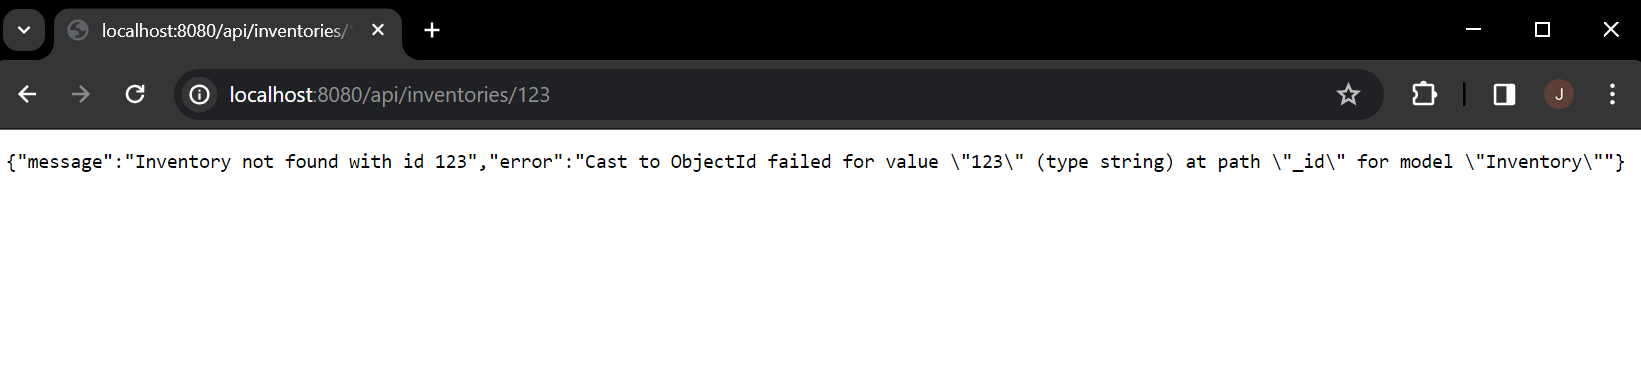 localhost:8080/api/inventories/
localhost:8080/api/inventories/123
J
{"message":"Inventory not found with id 123","error":"Cast to ObjectId failed for value \"123\" (type string) at path \"_id\" for model \"Inventory\""}